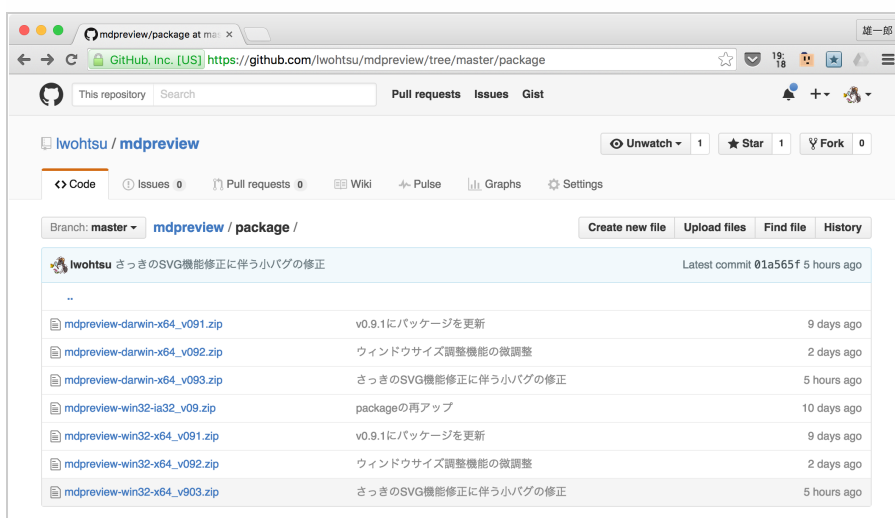 mdpreview/package at mas
雄一郎
GitHub, Inc. [US] https://github.com/lwohtsu/mdpreview/tree/master/package
19:18
This repository Search Pull requests Issues Gist
lwohtsu / mdpreview
Unwatch 1 Star 1 Fork 0
Code Issues 0 Pull requests 0 Wiki Pulse Graphs Settings
Branch: master mdpreview / package /
Create new file Upload files Find file History
lwohtsu さっきのSVG機能修正に伴う小バグの修正 Latest commit 01a565f 5 hours ago
..
mdpreview-darwin-x64_v091.zip v0.9.1にパッケージを更新 9 days ago
mdpreview-darwin-x64_v092.zip ウィンドウサイズ調整機能の微調整 2 days ago
mdpreview-darwin-x64_v093.zip さっきのSVG機能修正に伴う小バグの修正 5 hours ago
mdpreview-win32-ia32_v09.zip packageの再アップ 10 days ago
mdpreview-win32-x64_v091.zip v0.9.1にパッケージを更新 9 days ago
mdpreview-win32-x64_v092.zip ウィンドウサイズ調整機能の微調整 2 days ago
mdpreview-win32-x64_v903.zip さっきのSVG機能修正に伴う小バグの修正 5 hours ago